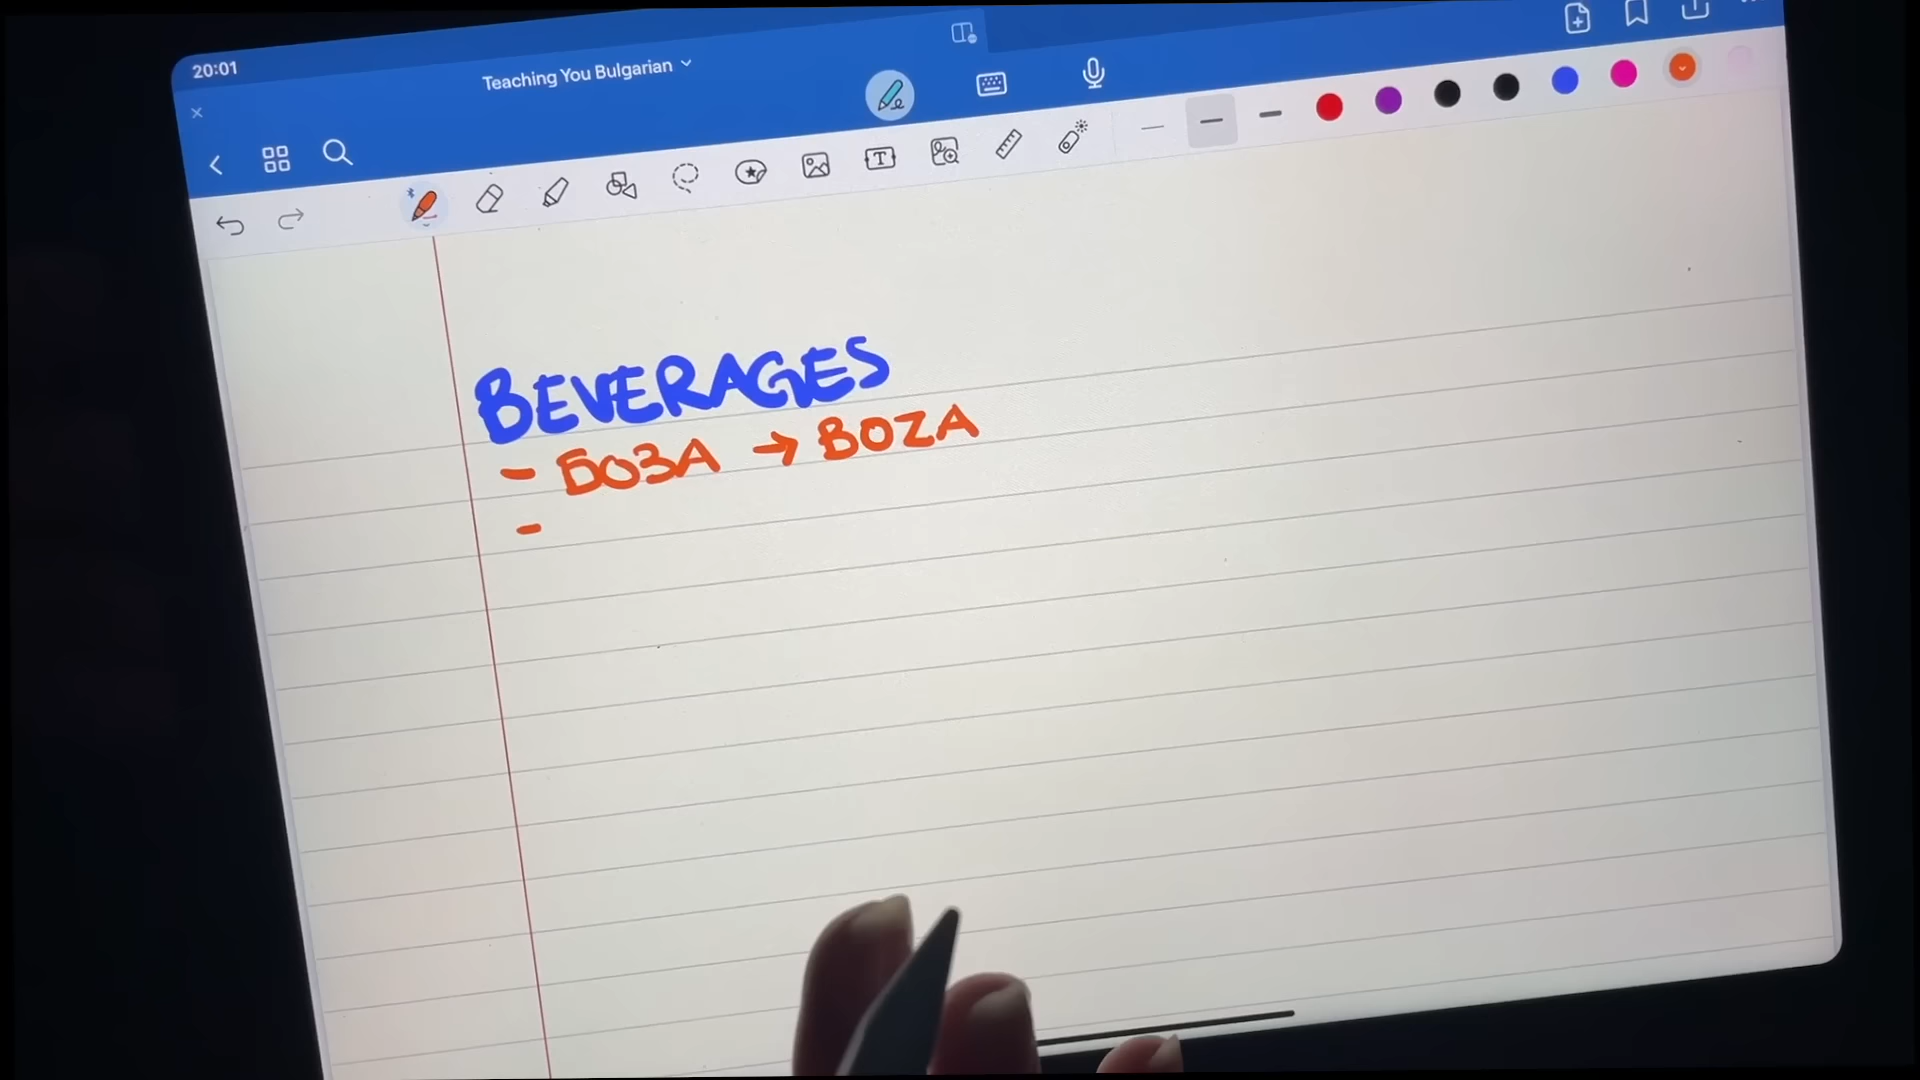 20:01
Teaching You Bulgarian
BEVERAGES
- БОЗА → BOZA
-